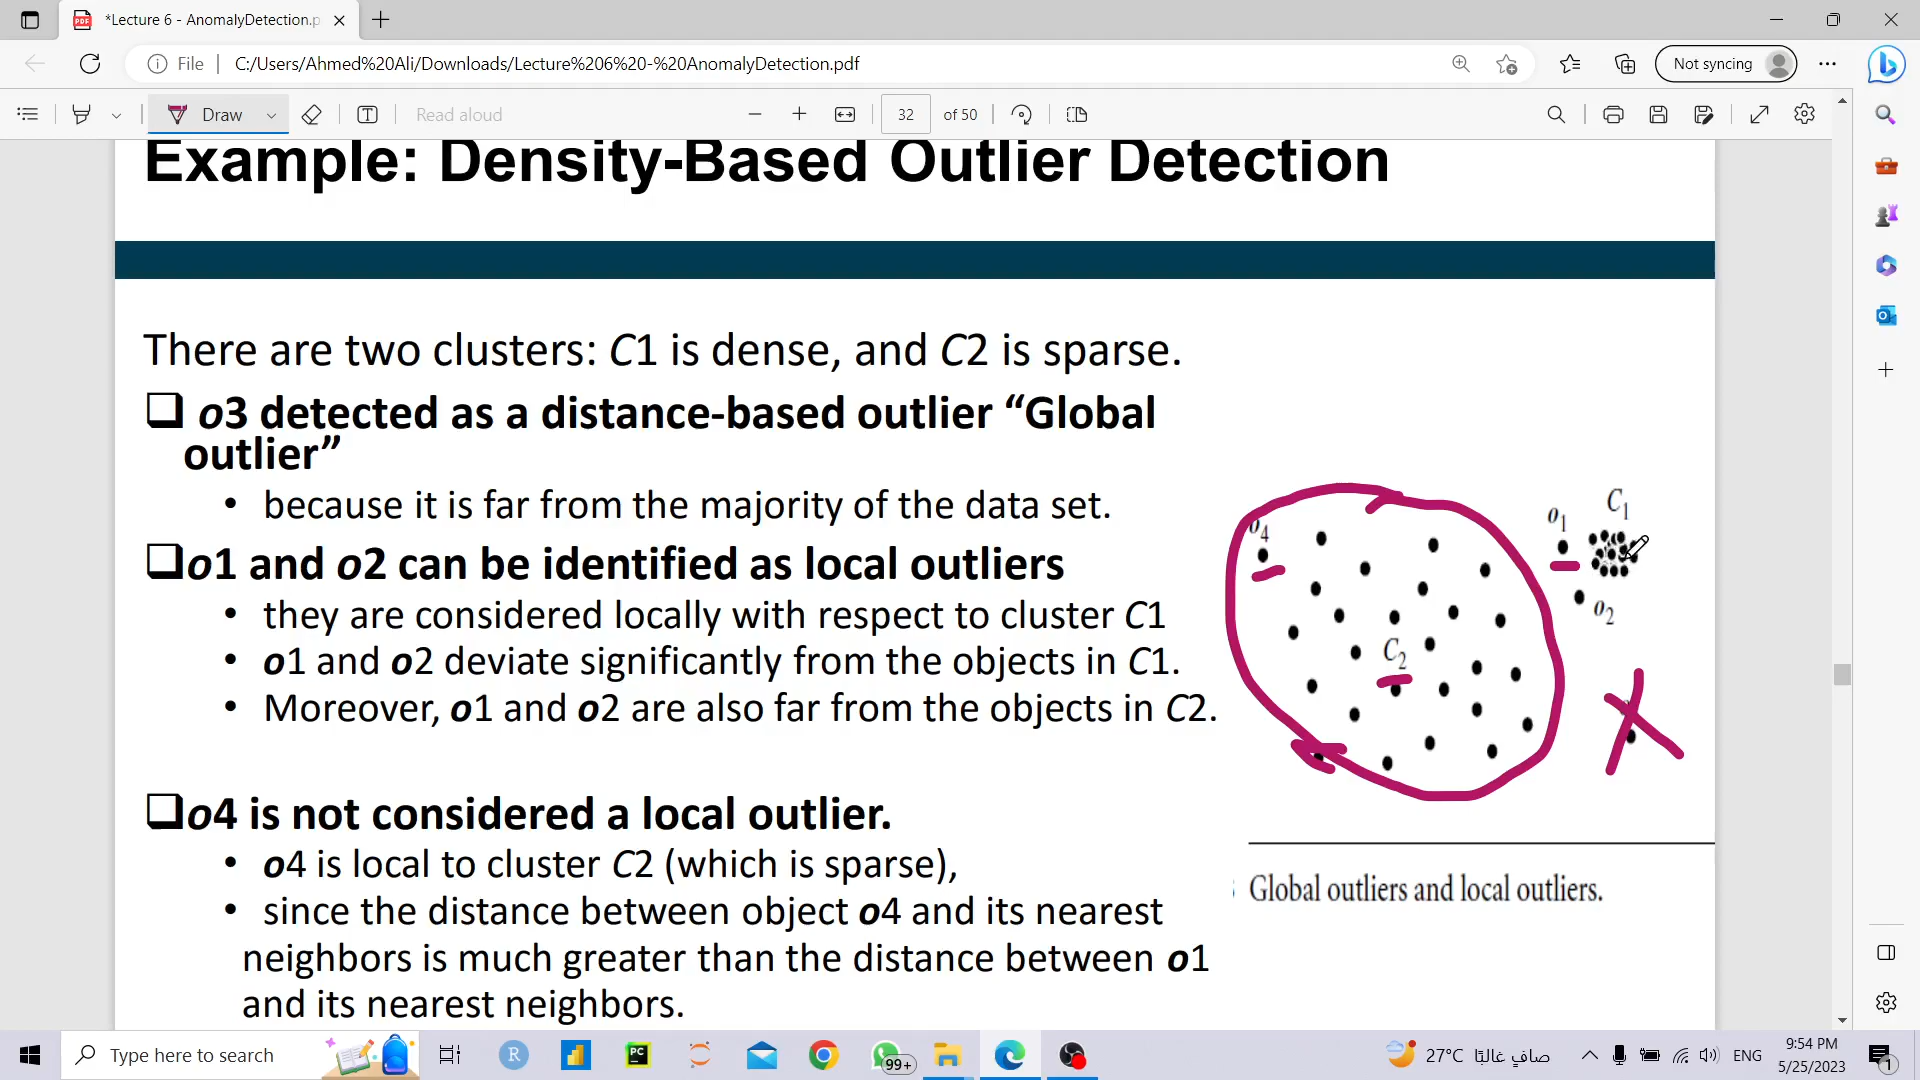 *Lecture 6 - AnomalyDetection.p
File
C:/Users/Ahmed%20Ali/Downloads/Lecture%206%20-%20AnomalyDetection.pdf
Not syncing
Draw
Read aloud
32 of 50
Example: Density-Based Outlier Detection
There are two clusters: C1 is dense, and C2 is sparse.
o3 detected as a distance-based outlier “Global
outlier”
• because it is far from the majority of the data set.
o1 and o2 can be identified as local outliers
• they are considered locally with respect to cluster C1
• o1 and o2 deviate significantly from the objects in C1.
• Moreover, o1 and o2 are also far from the objects in C2.
o4 is not considered a local outlier.
• o4 is local to cluster C2 (which is sparse),
• since the distance between object o4 and its nearest
neighbors is much greater than the distance between o1
and its nearest neighbors.
C1
o1
o4
o2
C2
X
Global outliers and local outliers.
Type here to search
R
PC
99+
27°C صافٍ غالبًا
ENG
9:54 PM
5/25/2023
1